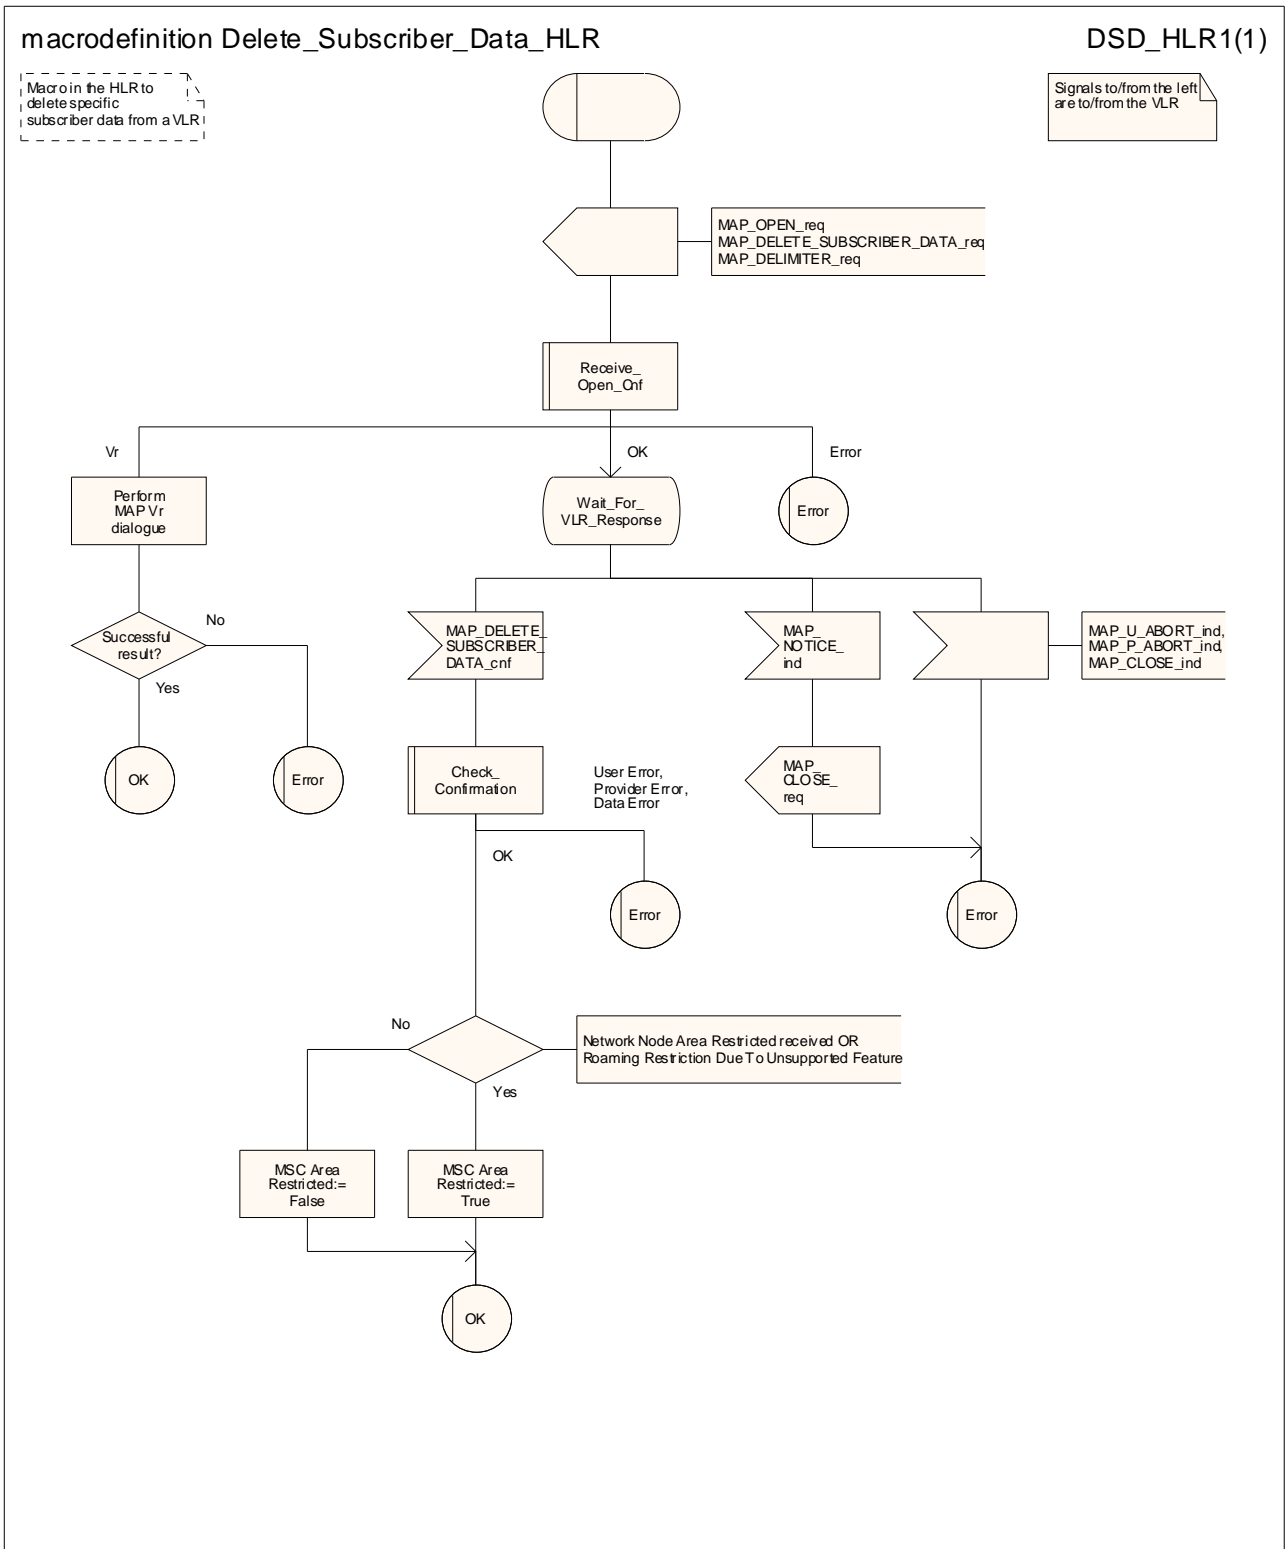 macrodefinition Delete_Subscriber_Data_HLR
DSD_HLR1(1)
Macro in the HLR to
delete specific
subscriber data from a VLR
Signals to/from the left
are to/from the VLR
MAP_OPEN_req
MAP_DELETE_SUBSCRIBER_DATA_req
MAP_DELIMITER_req
Receive_
Open_Cnf
Vr
OK
Error
Perform
MAP Vr
dialogue
Wait_For_
VLR_Response
Error
Successful
result?
No
Yes
MAP_DELETE_
SUBSCRIBER_
DATA_cnf
MAP_
NOTICE_
ind
MAP_U_ABORT_ind,
MAP_P_ABORT_ind,
MAP_CLOSE_ind
OK
Error
Check_
Confirmation
User Error,
Provider Error,
Data Error
MAP_
CLOSE_
req
OK
Error
Error
No
Network Node Area Restricted received OR
Roaming Restriction Due To Unsupported Feature
Yes
MSC Area
Restricted:=
False
MSC Area
Restricted:=
True
OK